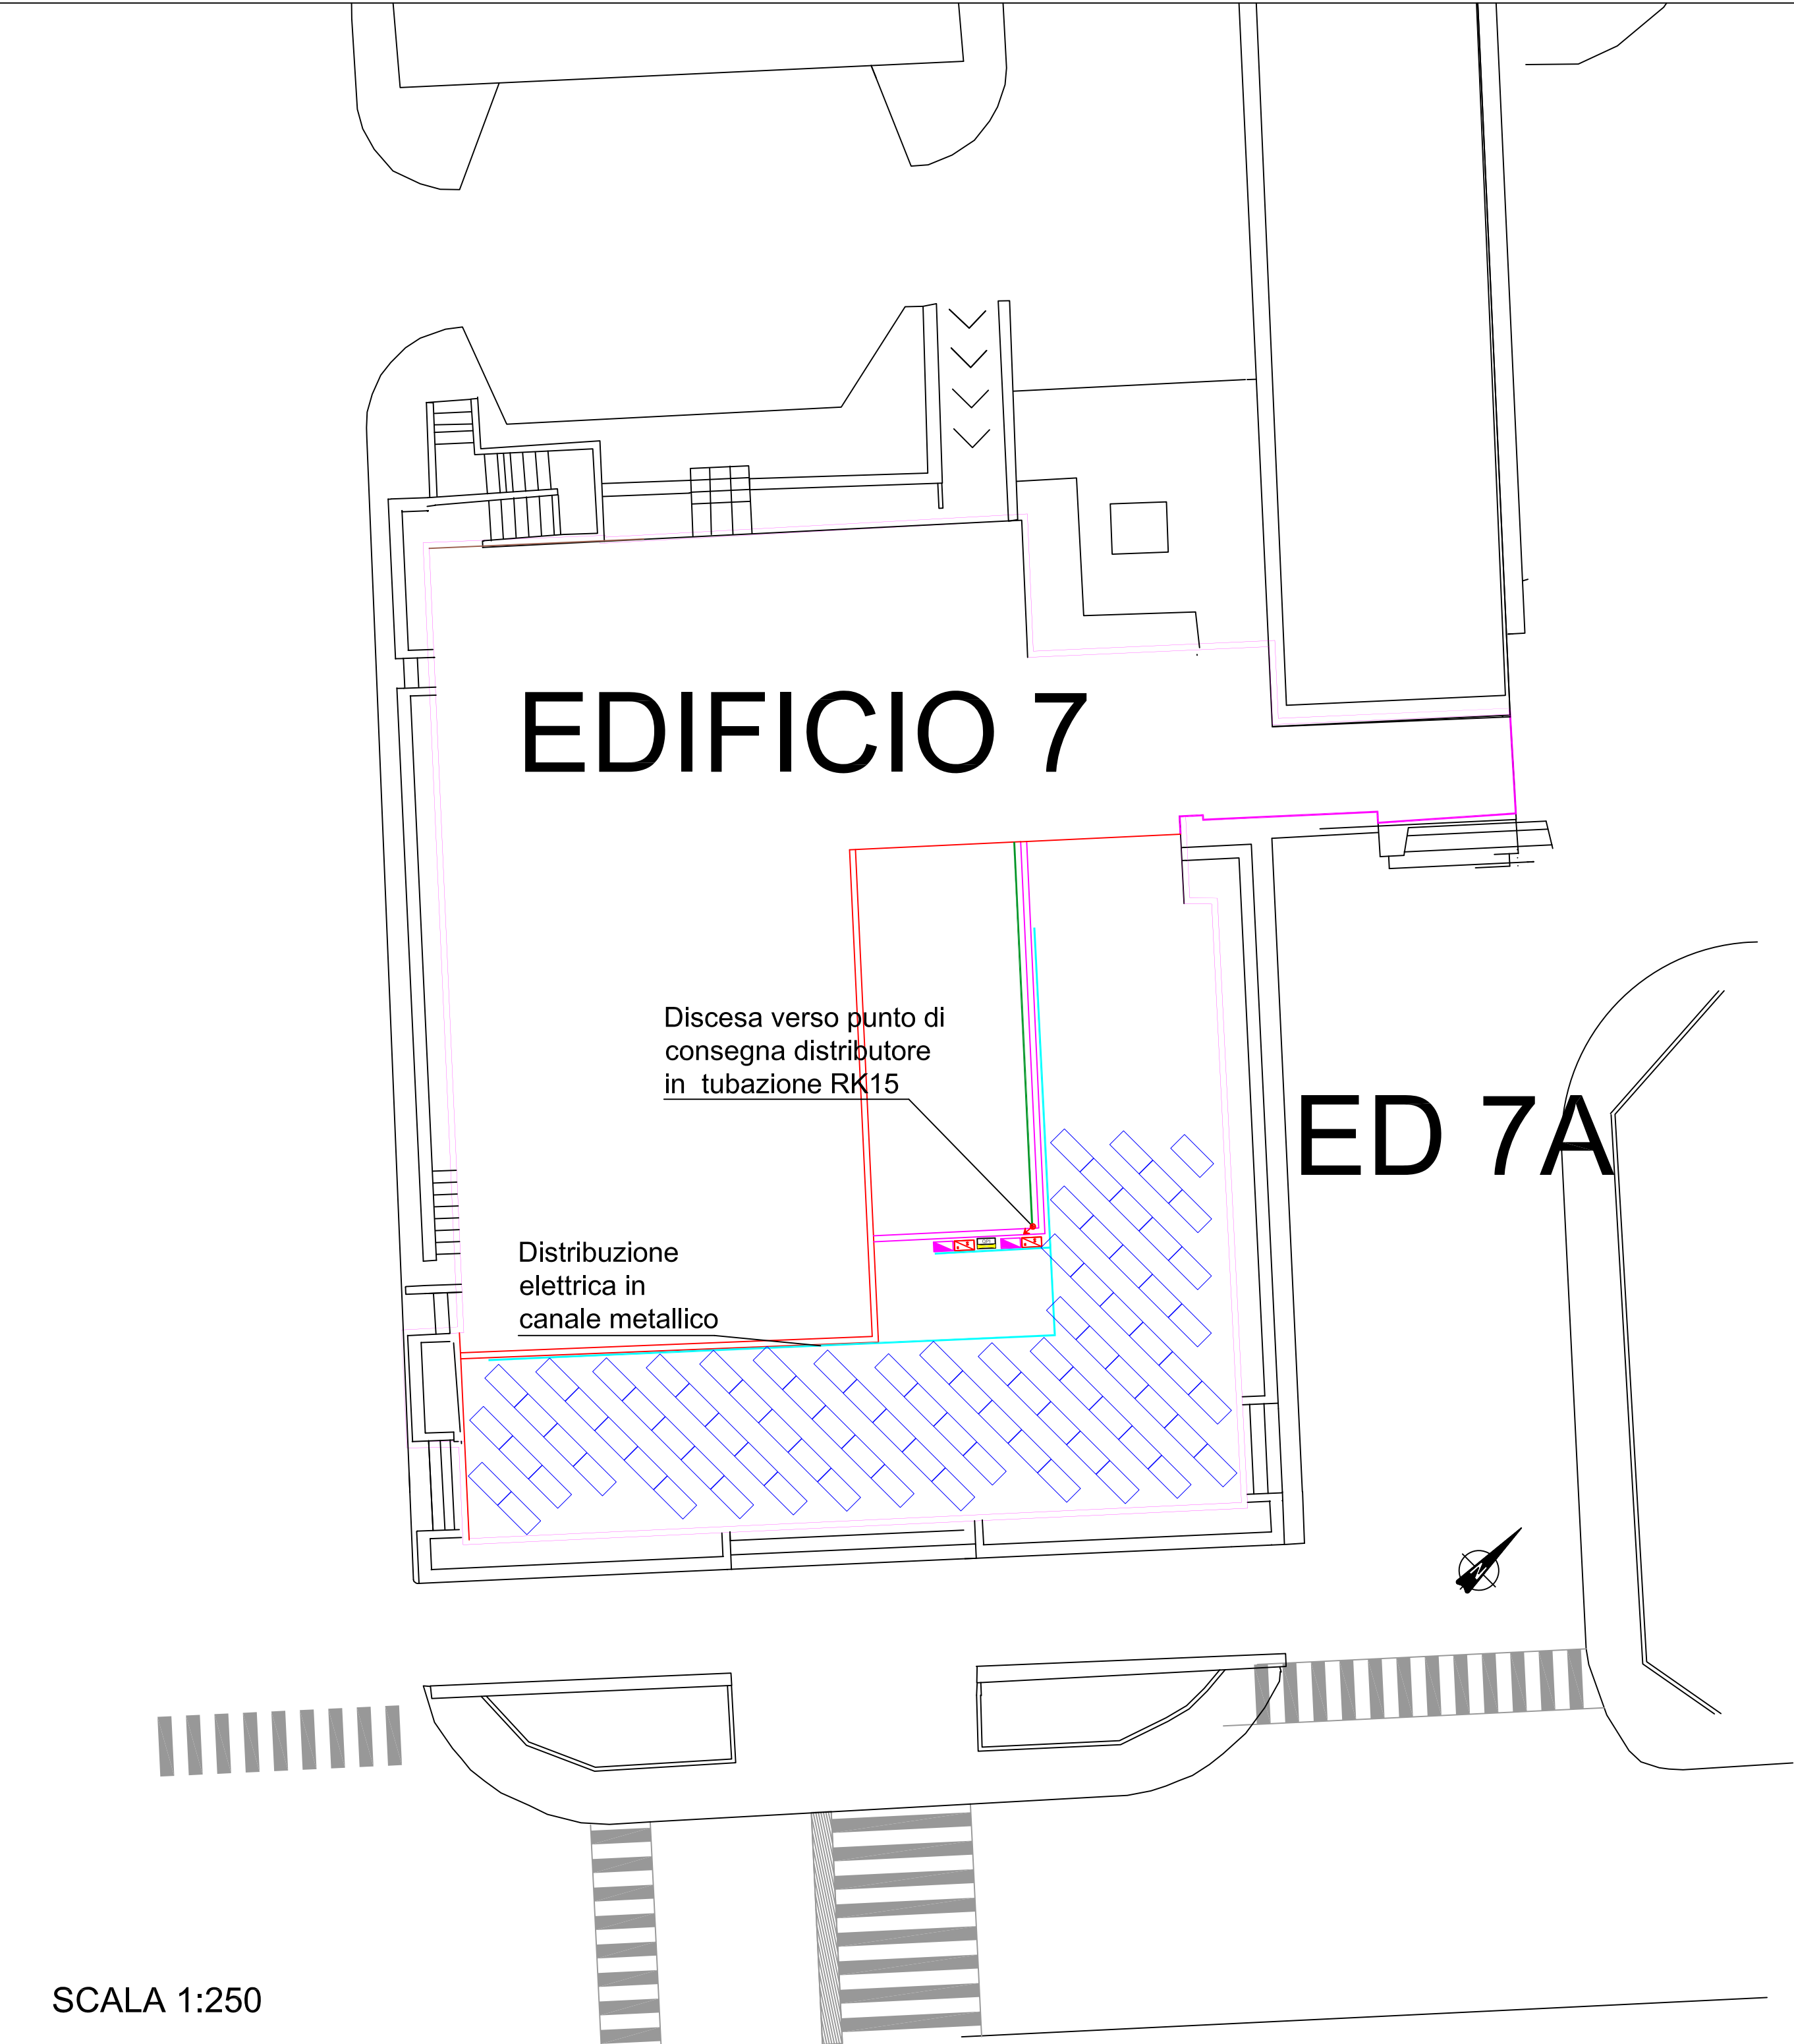 EDIFICIO 7
Discesa verso punto di
consegna distributore
in tubazione RK15
ED 7A
Distribuzione
elettrica in
canale metallico
SCALA 1:250